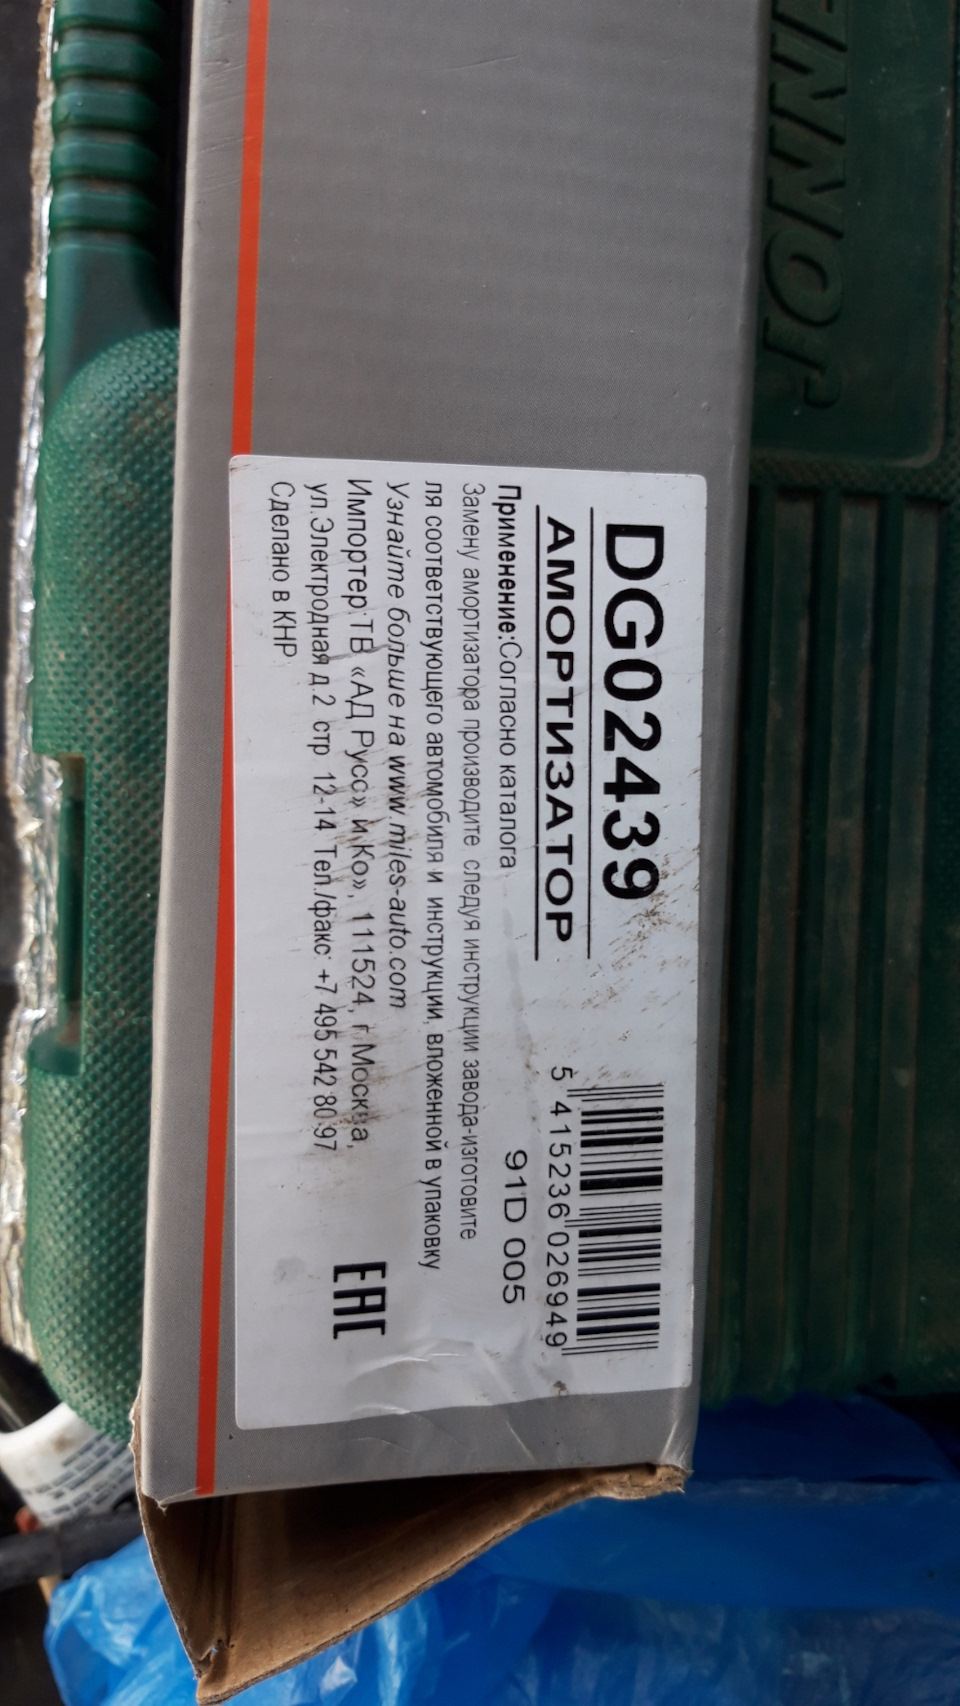 DG02439
АМОРТИЗАТОР
5 415236 026949
91D 005
Применение:Согласно каталога
Замену амортизатора производите следуя инструкции завода-изготовите
ля соответствующего автомобиля и инструкции, вложенной в упаковку
Узнайте больше на www.miles-auto.com
Импортер:ТВ «АД Русс» и Ко», 111524, г. Москва,
ул.Электродная д.2 стр 12-14 Тел./факс: +7 495 542 80 97
Сделано в КНР
EAC